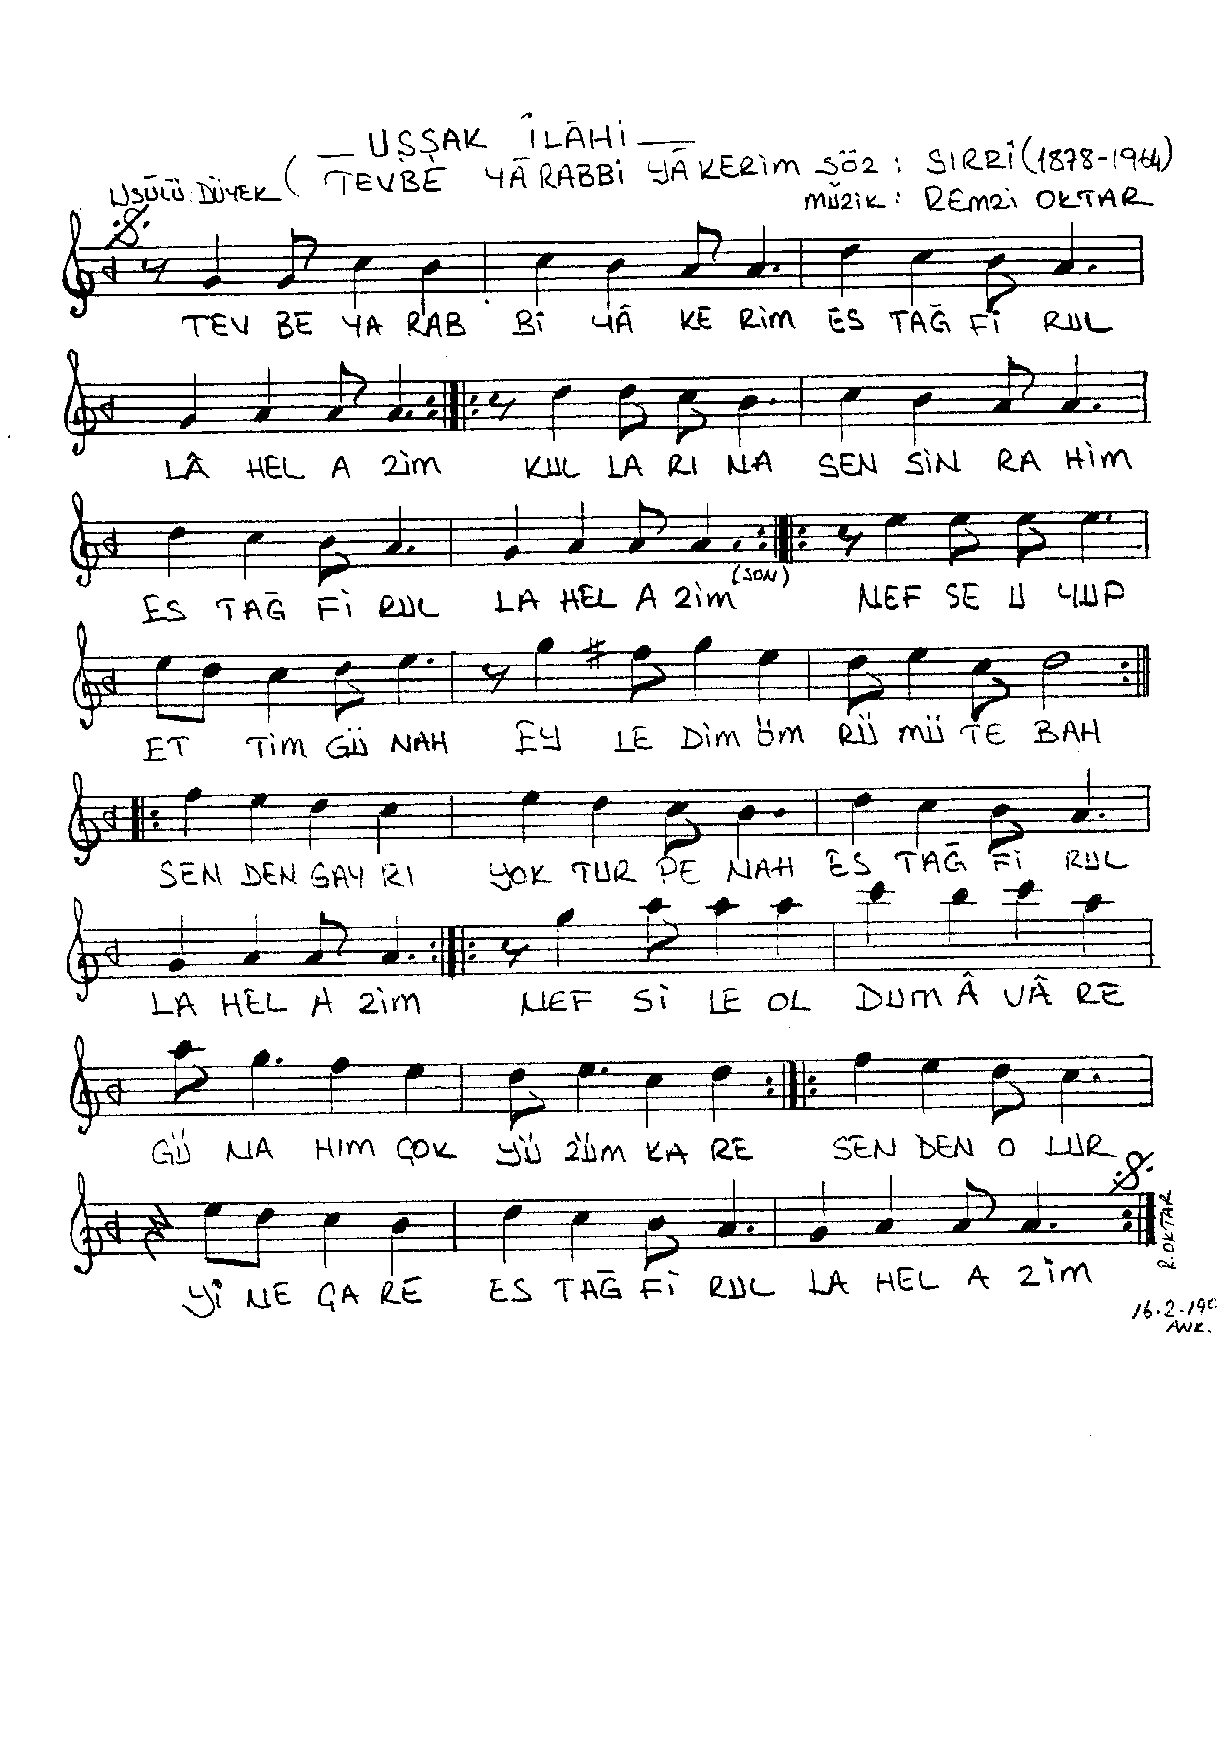 — UŞŞAK İLÂHİ —
USÛLÜ: DÜYEK ( TEVBE YÂ RABBİ YÂ KERİM SÖZ : SIRRÎ (1878-1964)
MÜZİK : REMZİ OKTAR
TEV BE YA RAB Bİ YÂ KE RİM ES TAĞ Fİ RUL
LÂ HEL A ZİM KUL LA RI NA SEN SİN RA HİM
ES TAĞ Fİ RUL LA HEL A ZİM (SON) NEF SE U YUP
ET TİM GÜ NAH EY LE DİM ÖM RÜ MÜ TE BAH
SEN DEN GAY RI YOK TUR PE NAH ES TAĞ Fİ RUL
LA HEL A ZİM NEF Sİ LE OL DUM Â VÂ RE
GÜ NA HIM ÇOK YÜ ZÜM KA RE SEN DEN O LUR
Yİ NE ÇA RE ES TAĞ Fİ RUL LA HEL A ZİM
R. OKTAR
ANK.